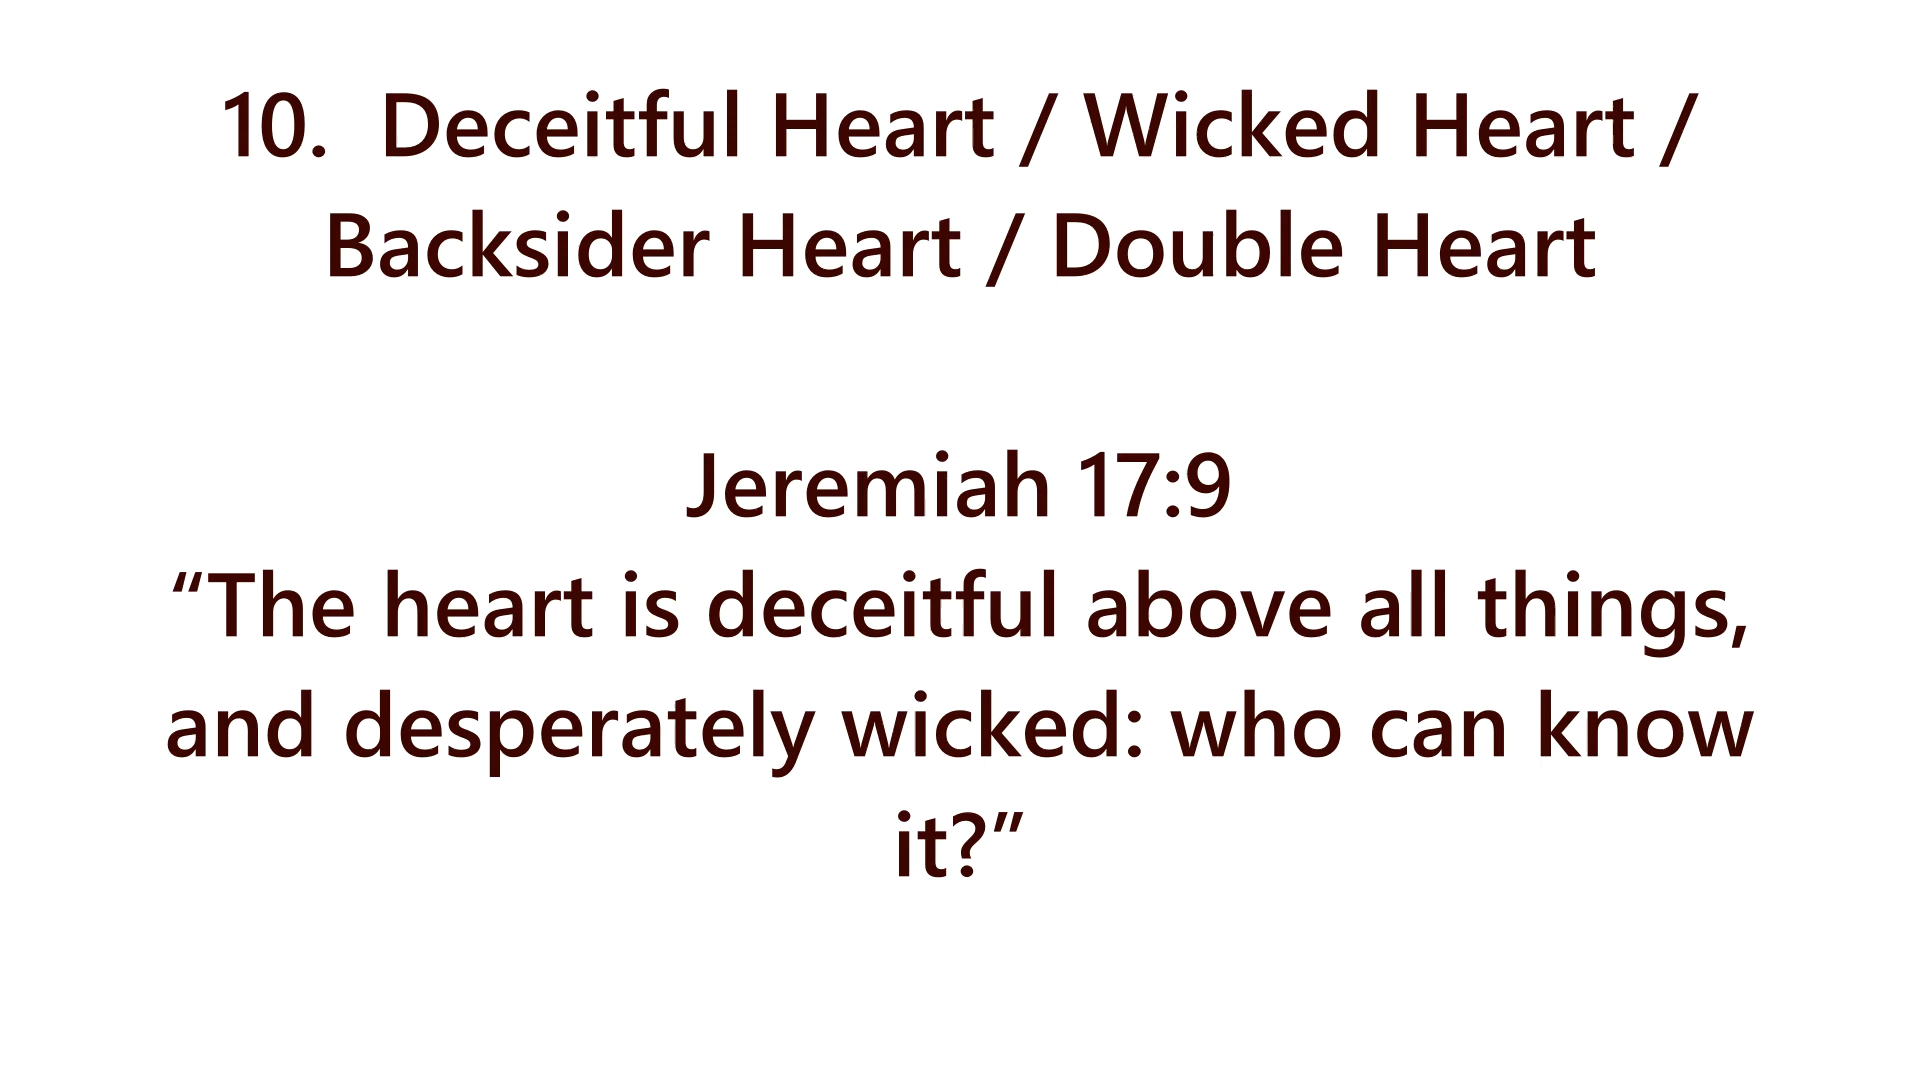 10.  Deceitful Heart / Wicked Heart /
Backsider Heart / Double Heart
Jeremiah 17:9
“The heart is deceitful above all things,
and desperately wicked: who can know
it?”